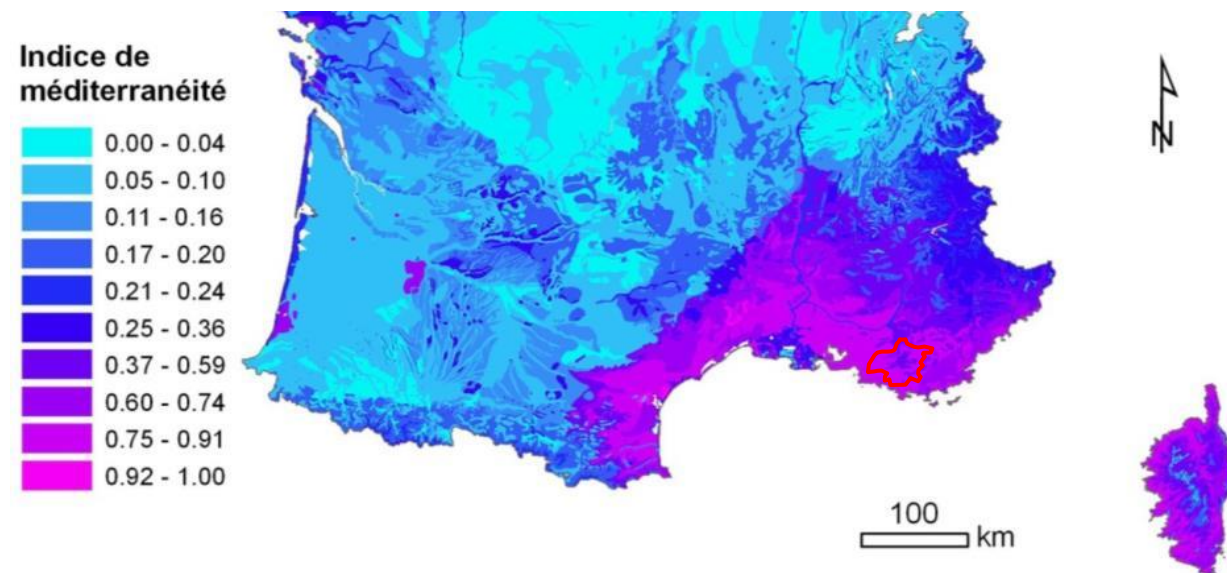 Indice de
méditerranéité
0.00 - 0.04
0.05 - 0.10
0.11 - 0.16
0.17 - 0.20
0.21 - 0.24
0.25 - 0.36
0.37 - 0.59
0.60 - 0.74
0.75 - 0.91
0.92 - 1.00
N
100
km